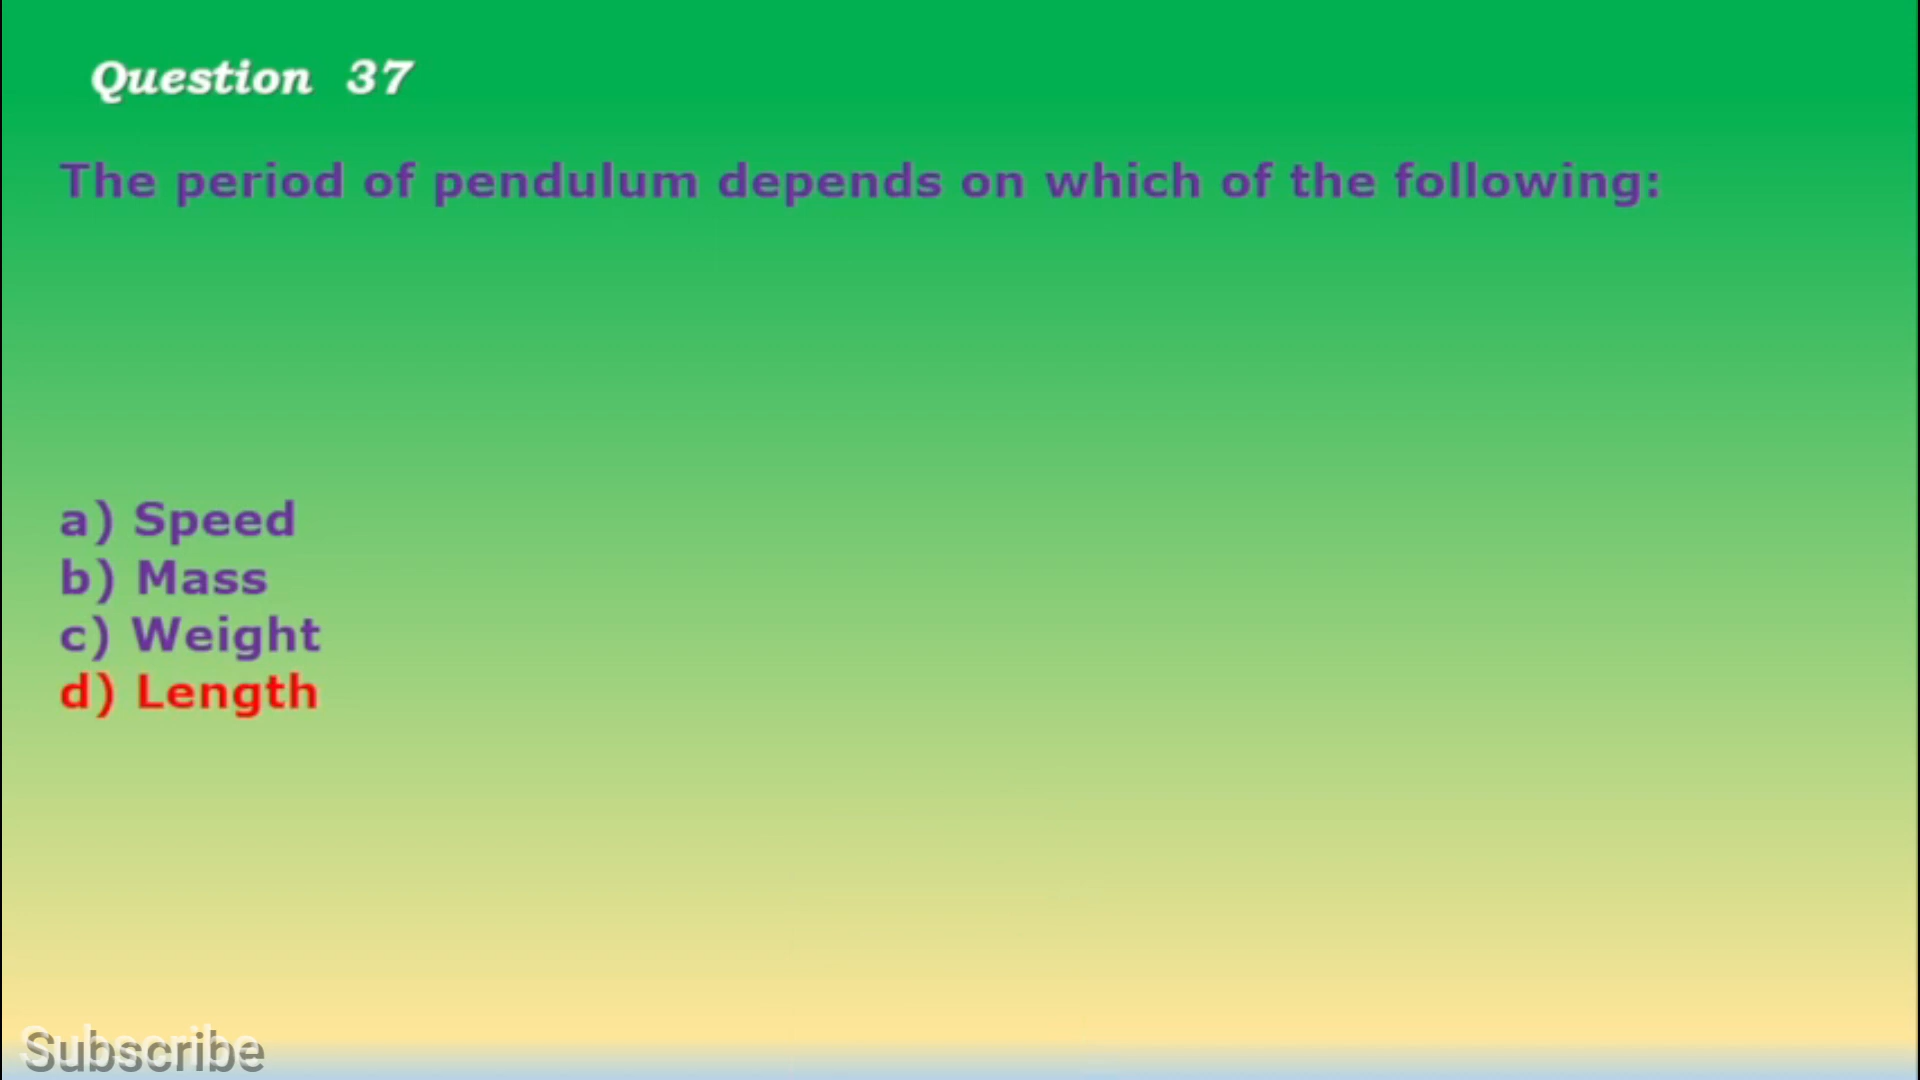 Question 37
The period of pendulum depends on which of the following:
a) Speed
b) Mass
c) Weight
d) Length
Subscribe